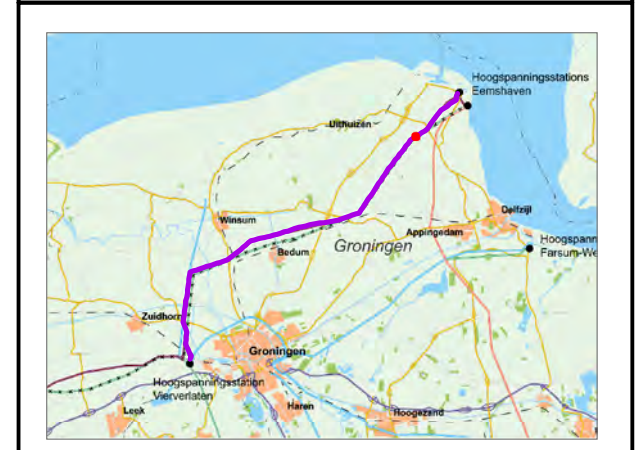 Hoogspanningsstations
Eemshaven
Uithuizen
Delfzijl
Winsum
Appingedam
Groningen
Hoogspann
Farsum-We
Bedum
Zuidhorn
Groningen
Hoogspanningsstation
Vierverlaten
Leek
Haren
Hoogezand